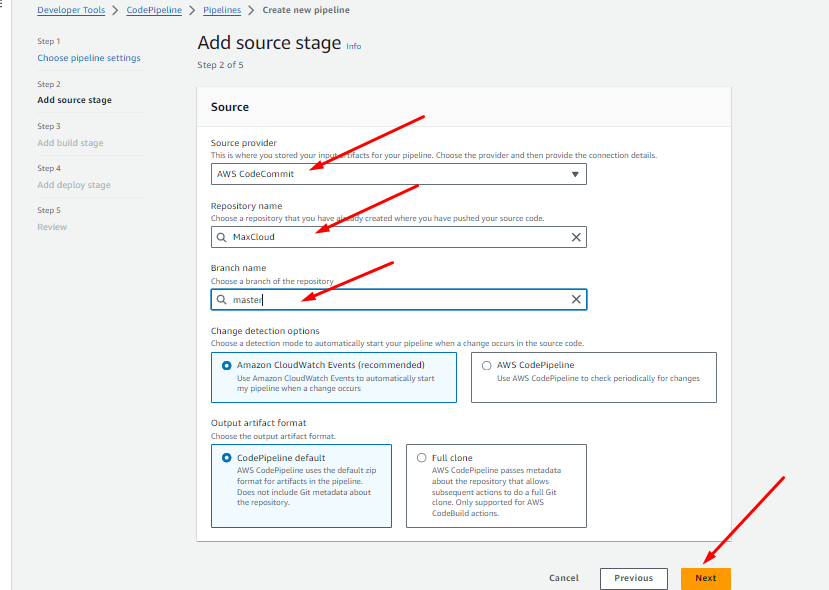 Developer Tools > CodePipeline > Pipelines > Create new pipeline
Step 1
Choose pipeline settings
Step 2
Add source stage
Step 3
Add build stage
Step 4
Add deploy stage
Step 5
Review
Add source stage Info
Step 2 of 5
Source
Source provider
This is where you stored your input artifacts for your pipeline. Choose the provider and then provide the connection details.
AWS CodeCommit
Repository name
Choose a repository that you have already created where you have pushed your source code.
MaxCloud
Branch name
Choose a branch of the repository
master
Change detection options
Choose a detection mode to automatically start your pipeline when a change occurs in the source code.
Amazon CloudWatch Events (recommended)
Use Amazon CloudWatch Events to automatically start
my pipeline when a change occurs
AWS CodePipeline
Use AWS CodePipeline to check periodically for changes
Output artifact format
Choose the output artifact format.
CodePipeline default
AWS CodePipeline uses the default zip
format for artifacts in the pipeline.
Does not include Git metadata about
the repository.
Full clone
AWS CodePipeline passes metadata
about the repository that allows
subsequent actions to do a full Git
clone. Only supported for AWS
CodeBuild actions.
Cancel
Previous
Next